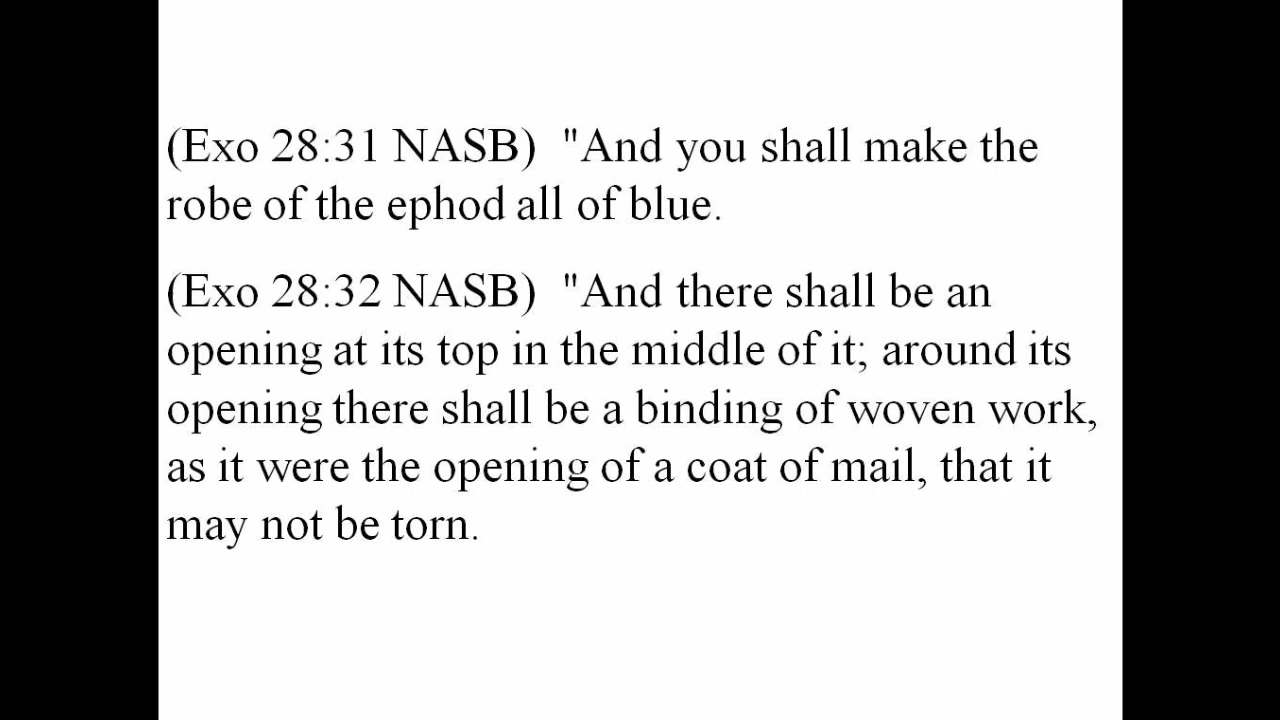 (Exo 28:31 NASB)  "And you shall make the
robe of the ephod all of blue.
(Exo 28:32 NASB)  "And there shall be an
opening at its top in the middle of it; around its
opening there shall be a binding of woven work,
as it were the opening of a coat of mail, that it
may not be torn.